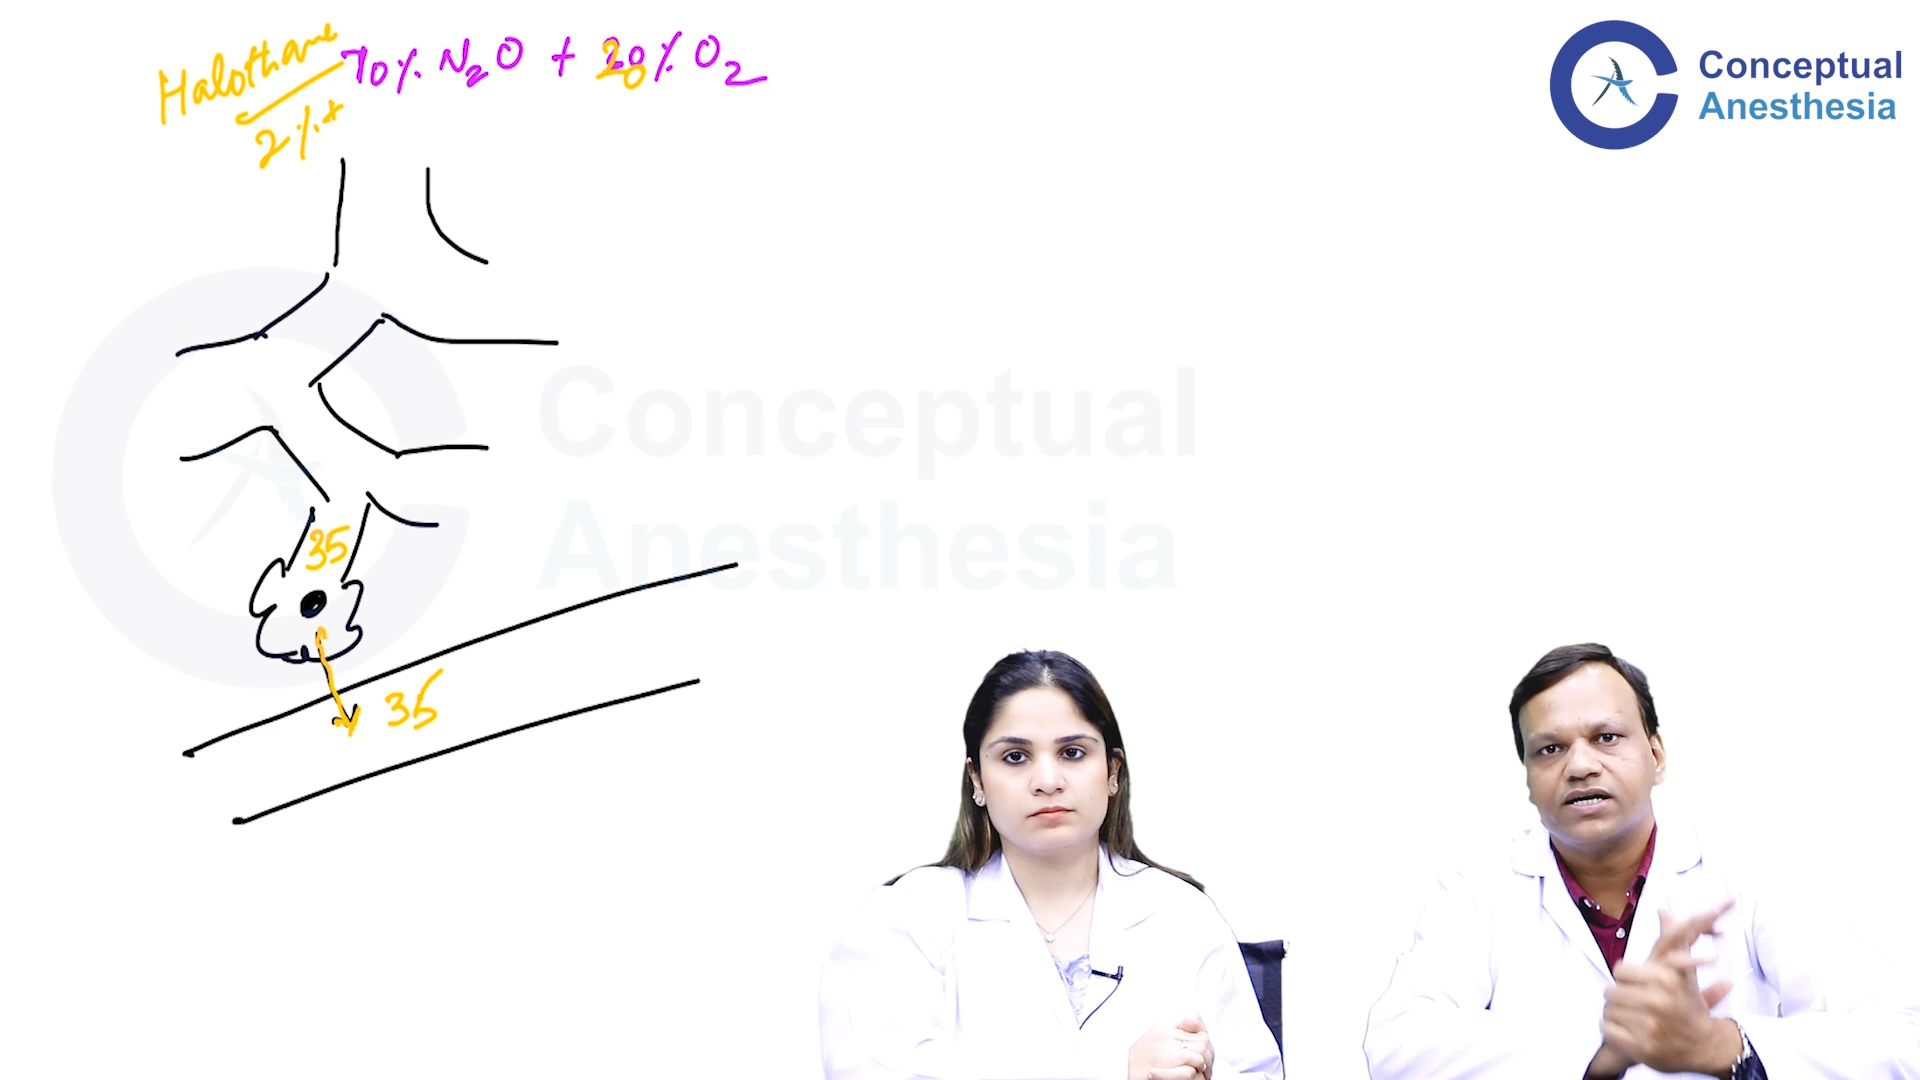 Halothane 70% N2O + 28% O2
2% +
35
35
Conceptual
Anesthesia
Conceptual
Anesthesia